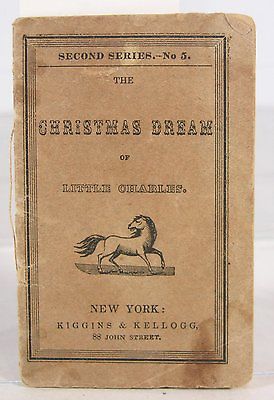 SECOND SERIES.—No 5.
THE
CHRISTMAS DREAM
OF
LITTLE CHARLES.
NEW YORK:
KIGGINS & KELLOGG,
88 JOHN STREET.